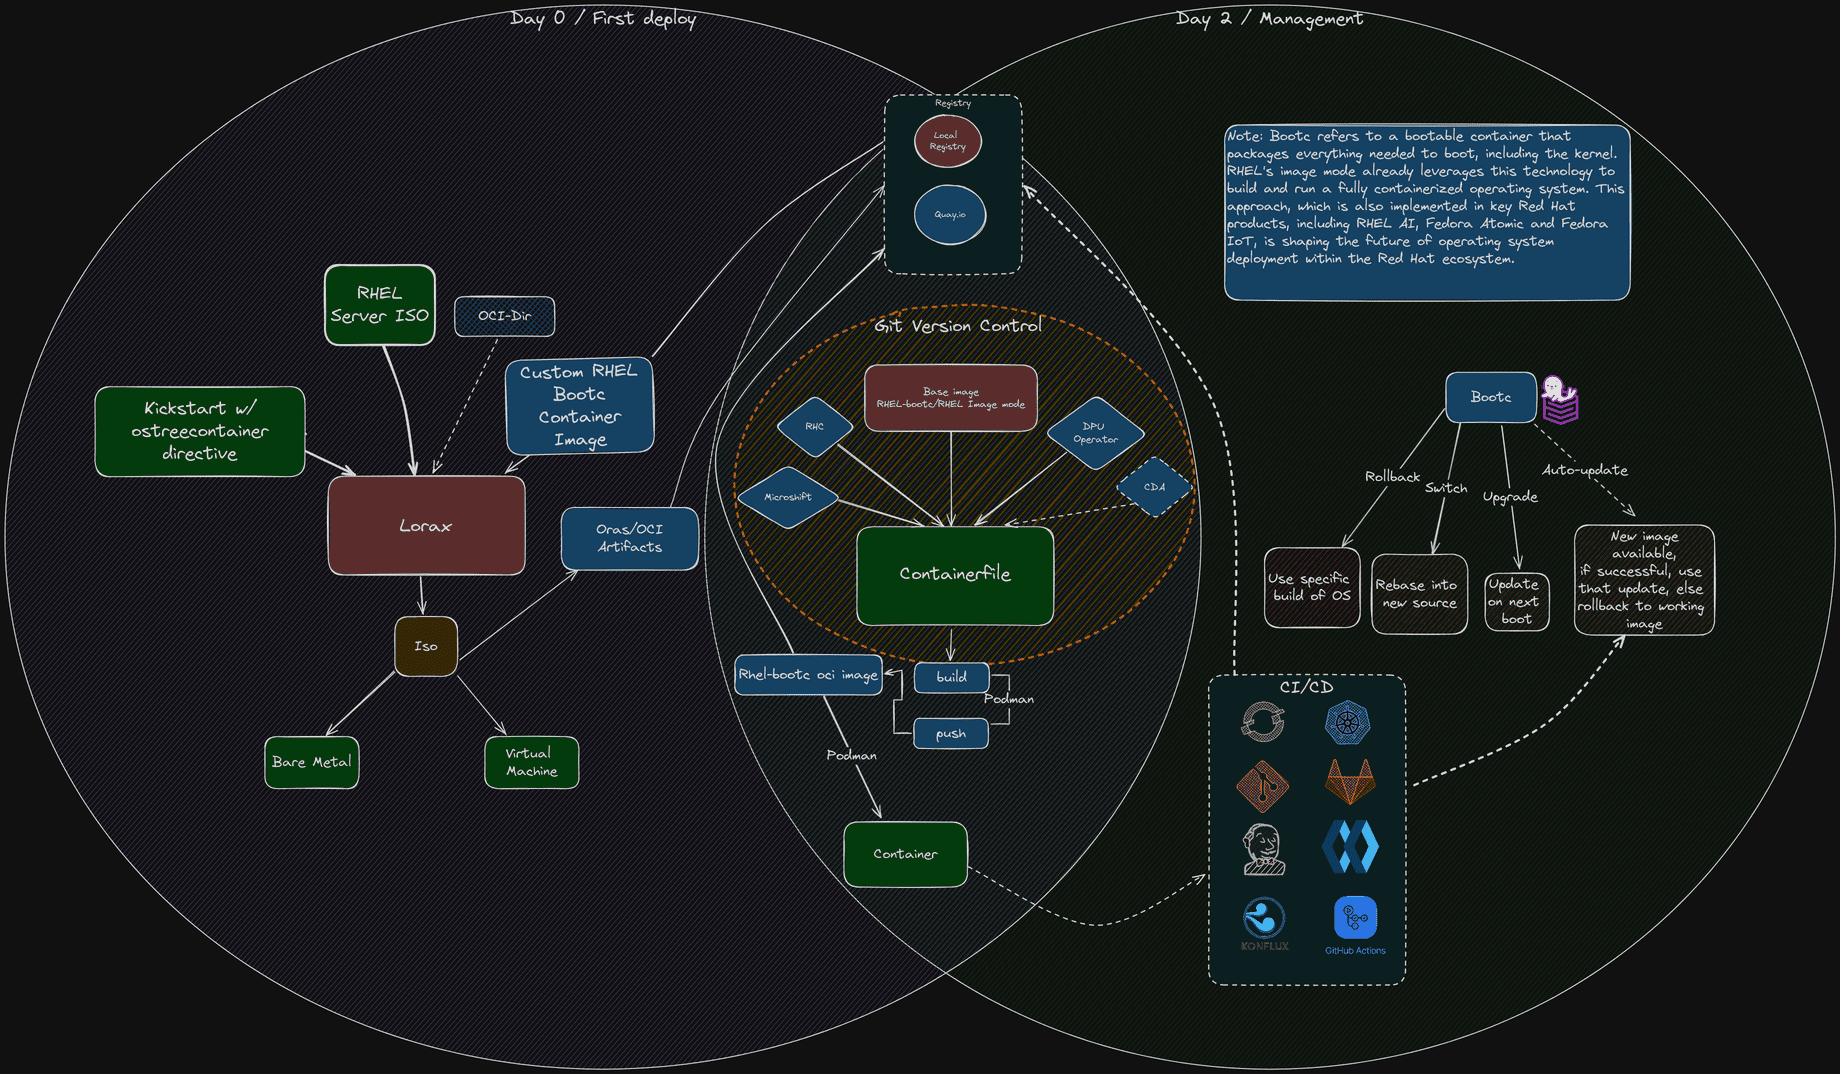 Day 0 / First deploy
Day 2 / Management
Registry
Local
Registry
Quay.io
Note: Bootc refers to a bootable container that
packages everything needed to boot, including the kernel.
RHEL's image mode already leverages this technology to
build and run a fully containerized operating system. This
approach, which is also implemented in key Red Hat
products, including RHEL AI, Fedora Atomic and Fedora
IoT, is shaping the future of operating system
deployment within the Red Hat ecosystem.
RHEL
Server ISO
OCI-Dir
Custom RHEL
Bootc
Container
Image
Kickstart w/
ostreecontainer
directive
Lorax
Oras/OCI
Artifacts
Iso
Bare Metal
Virtual
Machine
Git Version Control
Base image
RHEL-bootc/RHEL Image mode
RHC
DPU
Operator
Microshift
CDA
Containerfile
Rhel-bootc oci image
build
Podman
push
Podman
Container
Bootc
Rollback
Switch
Upgrade
Auto-update
Use specific
build of OS
Rebase into
new source
Update
on next
boot
New image
available,
if successful, use
that update, else
rollback to working
image
CI/CD
KONFLUX
GitHub Actions